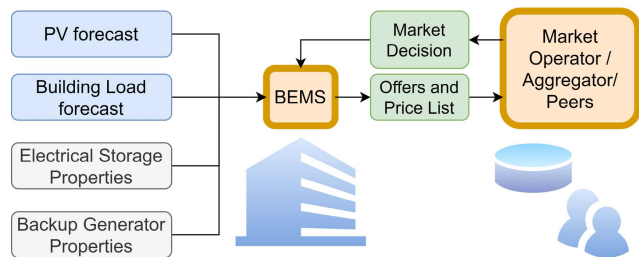 PV forecast
Building Load
forecast
Electrical Storage
Properties
Backup Generator
Properties
BEMS
Market
Decision
Offers and
Price List
Market
Operator /
Aggregator/
Peers